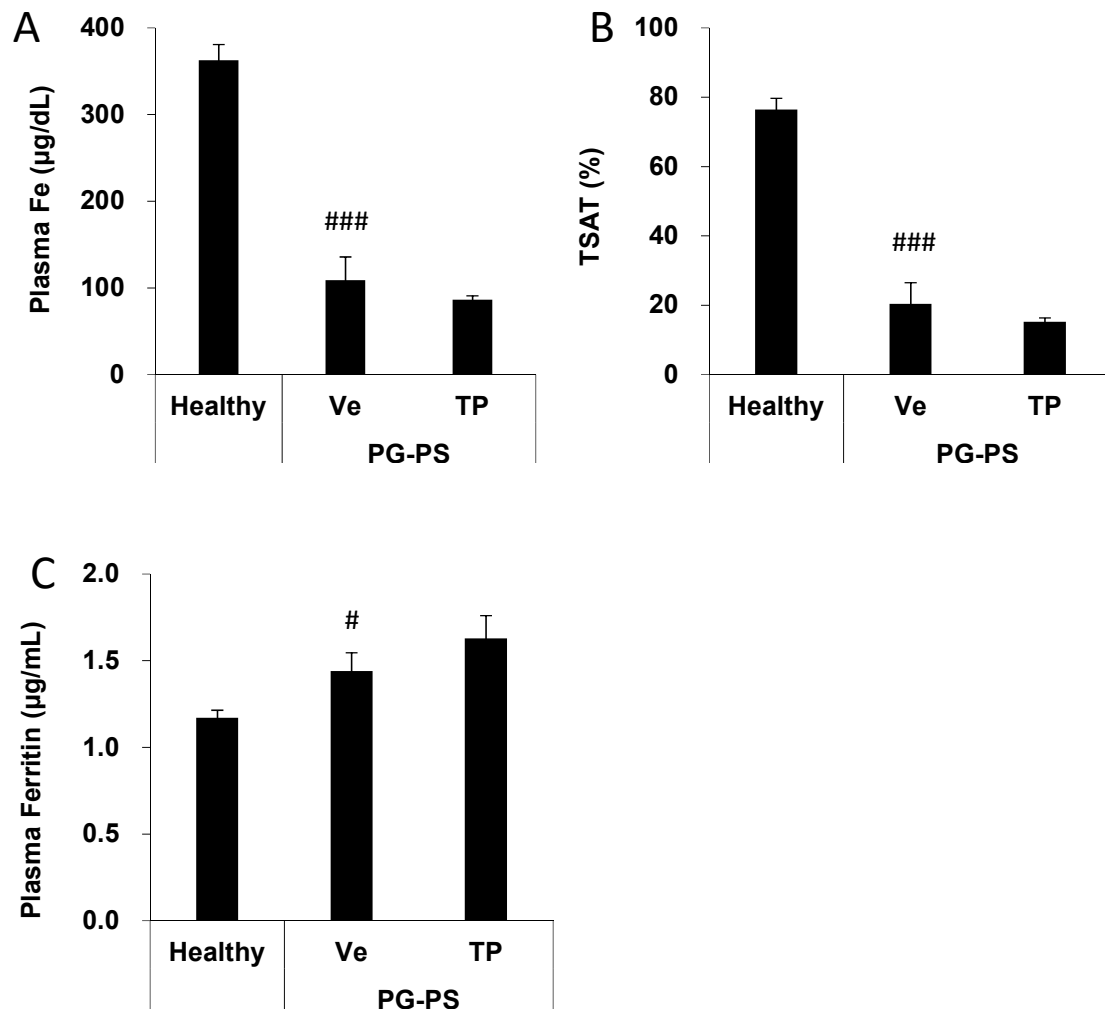 A
Plasma Fe (µg/dL)
400
300
200
100
0
###
Healthy Ve TP
PG-PS
B
TSAT (%)
100
80
60
40
20
0
###
Healthy Ve TP
PG-PS
C
Plasma Ferritin (µg/mL)
2.0
1.5
1.0
0.5
0.0
#
Healthy Ve TP
PG-PS